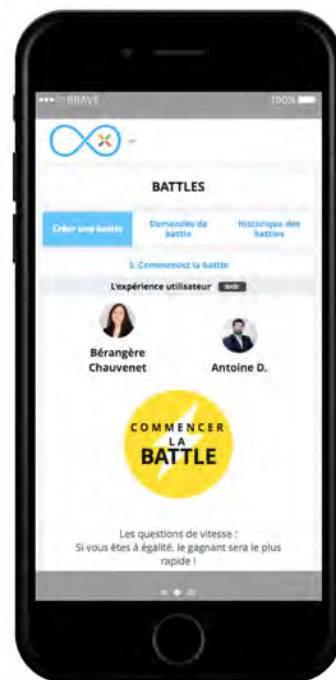 BRAVE 100%
BATTLES
Créer une battle
Demandes de
battle
Historique des
battles
3. Commencez la battle
L'expérience utilisateur
Bérangère
Chauvenet
Antoine D.
COMMENCER
LA
BATTLE
Les questions de vitesse :
Si vous êtes à égalité, le gagnant sera le plus
rapide !